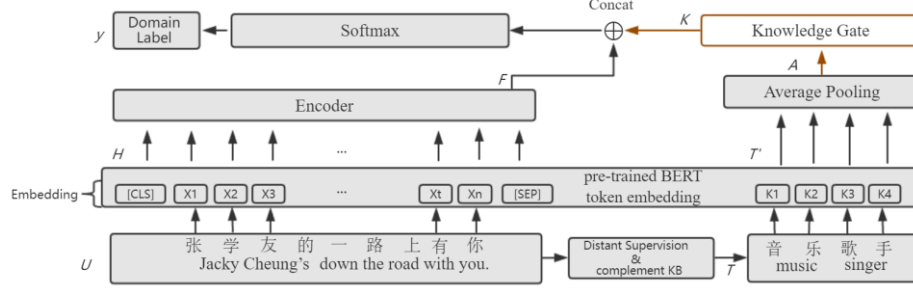 Concat
y
Domain
Label
Softmax
K
Knowledge Gate
F
A
Encoder
Average Pooling
H
...
T'
Embedding
[CLS]
X1
X2
X3
...
Xt
Xn
[SEP]
pre-trained BERT
token embedding
K1
K2
K3
K4
U
张 学 友 的 一 路 上 有 你
Jacky Cheung's down the road with you.
Distant Supervision
&
complement KB
T
音 乐 歌 手
music singer